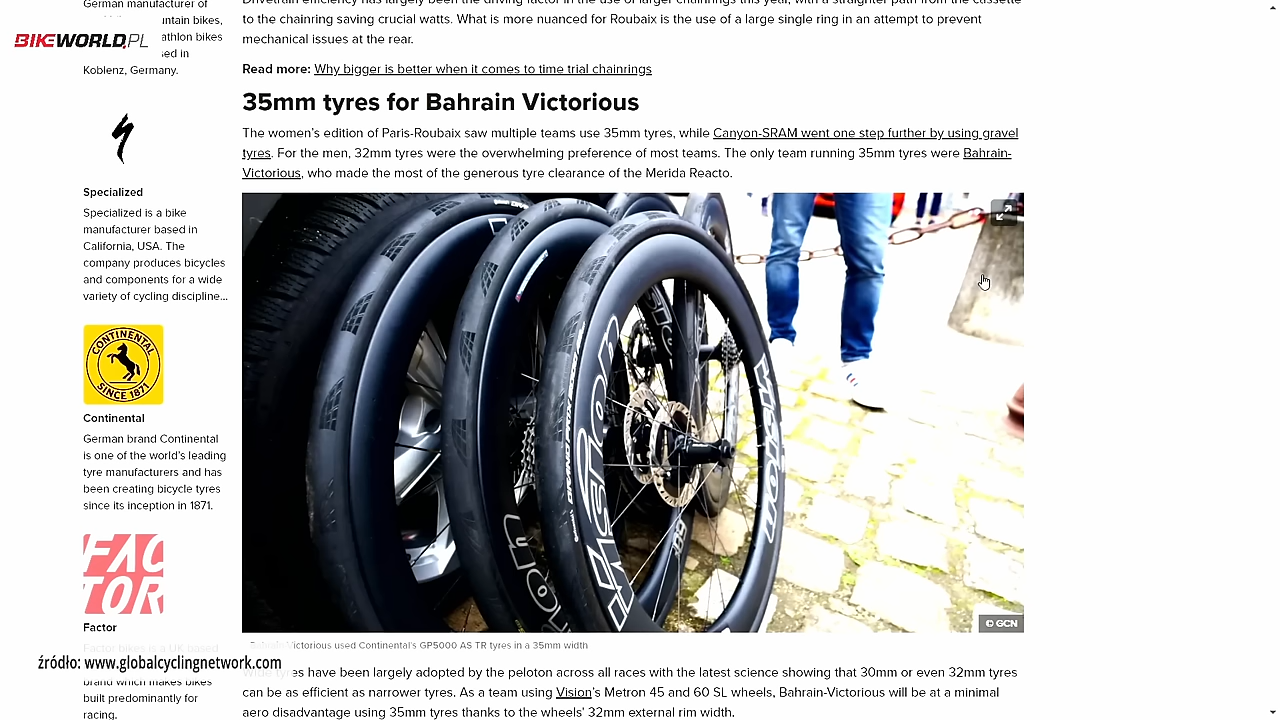 German manufacturer of
untain bikes,
athlon bikes
sed in
Koblenz, Germany.
BIKEWORLD.PL
Specialized
Specialized is a bike
manufacturer based in
California, USA. The
company produces bicycles
and components for a wide
variety of cycling discipline...
CONTINENTAL
SINCE 1871
Continental
German brand Continental
is one of the world's leading
tyre manufacturers and has
been creating bicycle tyres
since its inception in 1871.
FAC
TOR
Factor
Factor bikes is a UK based
źródło: www.globalcyclingnetwork.com
brand which makes bikes
built predominantly for
racing.
Drivetrain efficiency has largely been the driving factor in the use of larger chainrings this year, with a straighter path from the cassette
to the chainring saving crucial watts. What is more nuanced for Roubaix is the use of a large single ring in an attempt to prevent
mechanical issues at the rear.
Read more: Why bigger is better when it comes to time trial chainrings
35mm tyres for Bahrain Victorious
The women's edition of Paris-Roubaix saw multiple teams use 35mm tyres, while Canyon-SRAM went one step further by using gravel
tyres. For the men, 32mm tyres were the overwhelming preference of most teams. The only team running 35mm tyres were Bahrain-
Victorious, who made the most of the generous tyre clearance of the Merida Reacto.
VISION
VISION
VISION
© GCN
Bahrain-Victorious used Continental's GP5000 AS TR tyres in a 35mm width
Wide tyres have been largely adopted by the peloton across all races with the latest science showing that 30mm or even 32mm tyres
can be as efficient as narrower tyres. As a team using Vision's Metron 45 and 60 SL wheels, Bahrain-Victorious will be at a minimal
aero disadvantage using 35mm tyres thanks to the wheels' 32mm external rim width.